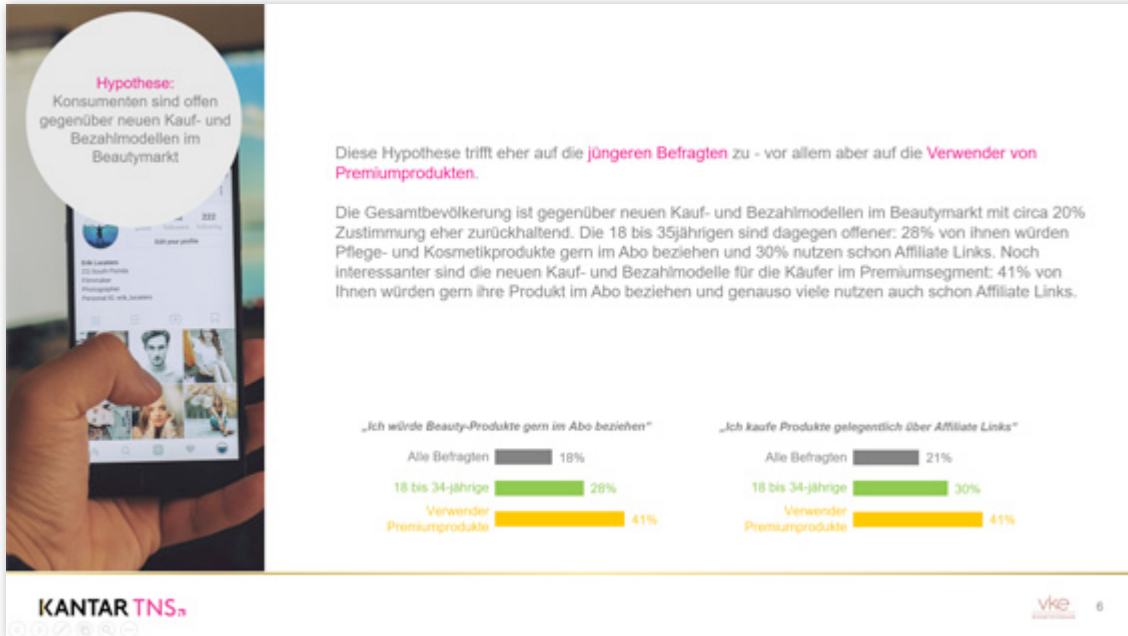 Hypothese:
Konsumenten sind offen
gegenüber neuen Kauf- und
Bezahlmodellen im
Beautymarkt
222
Edit your profile
Diese Hypothese trifft eher auf die jüngeren Befragten zu - vor allem aber auf die Verwender von
Premiumprodukten.
Die Gesamtbevölkerung ist gegenüber neuen Kauf- und Bezahlmodellen im Beautymarkt mit circa 20%
Zustimmung eher zurückhaltend. Die 18 bis 35jährigen sind dagegen offener: 28% von ihnen würden
Pflege- und Kosmetikprodukte gern im Abo beziehen und 30% nutzen schon Affiliate Links. Noch
interessanter sind die neuen Kauf- und Bezahlmodelle für die Käufer im Premiumsegment: 41% von
Ihnen würden gern ihre Produkt im Abo beziehen und genauso viele nutzen auch schon Affiliate Links.
„Ich würde Beauty-Produkte gern im Abo beziehen“
Alle Befragten 18%
18 bis 34-jährige 28%
Verwender
Premiumprodukte 41%
„Ich kaufe Produkte gelegentlich über Affiliate Links“
Alle Befragten 21%
18 bis 34-jährige 30%
Verwender
Premiumprodukte 41%
KANTAR TNS
vke
6